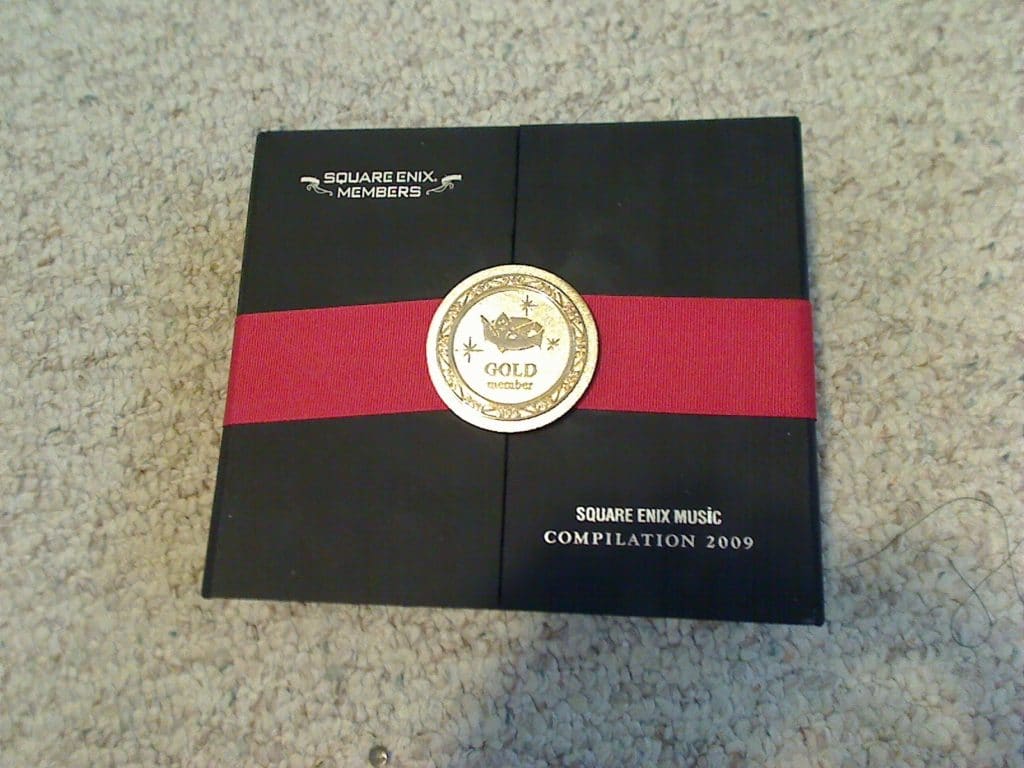 SQUARE ENIX.
MEMBERS
GOLD
member
SQUARE ENIX MUSIC
COMPILATION 2009